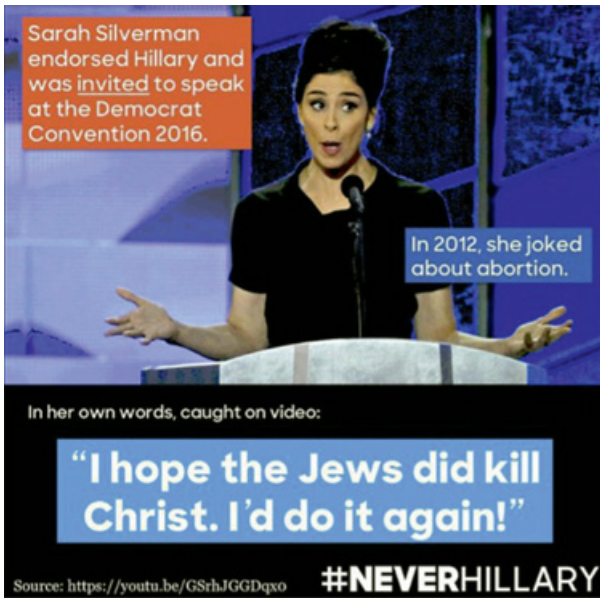 Sarah Silverman
endorsed Hillary and
was invited to speak
at the Democrat
Convention 2016.
In 2012, she joked
about abortion.
In her own words, caught on video:
“I hope the Jews did kill
Christ. I’d do it again!”
Source: https://youtu.be/GSrhJGGDqxo
#NEVERHILLARY